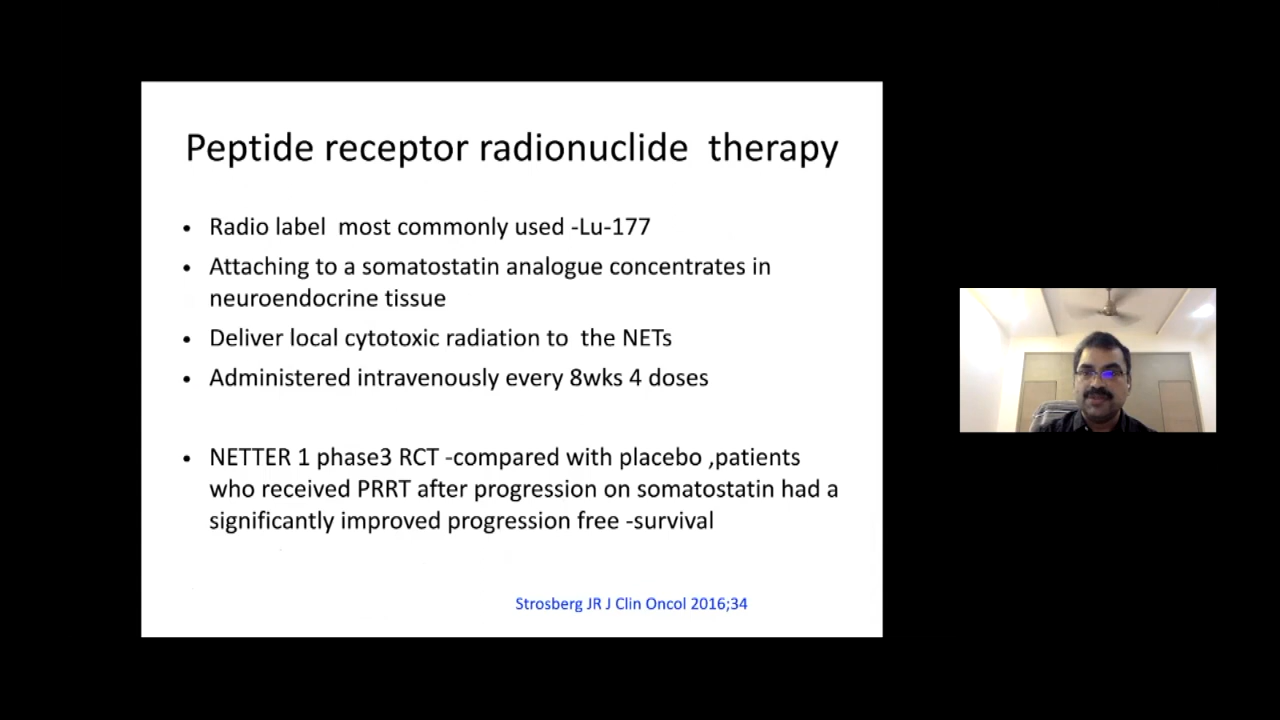 Peptide receptor radionuclide therapy
• Radio label most commonly used -Lu-177
• Attaching to a somatostatin analogue concentrates in
neuroendocrine tissue
• Deliver local cytotoxic radiation to the NETs
• Administered intravenously every 8wks 4 doses
• NETTER 1 phase3 RCT -compared with placebo ,patients
who received PRRT after progression on somatostatin had a
significantly improved progression free -survival
Strosberg JR J Clin Oncol 2016;34